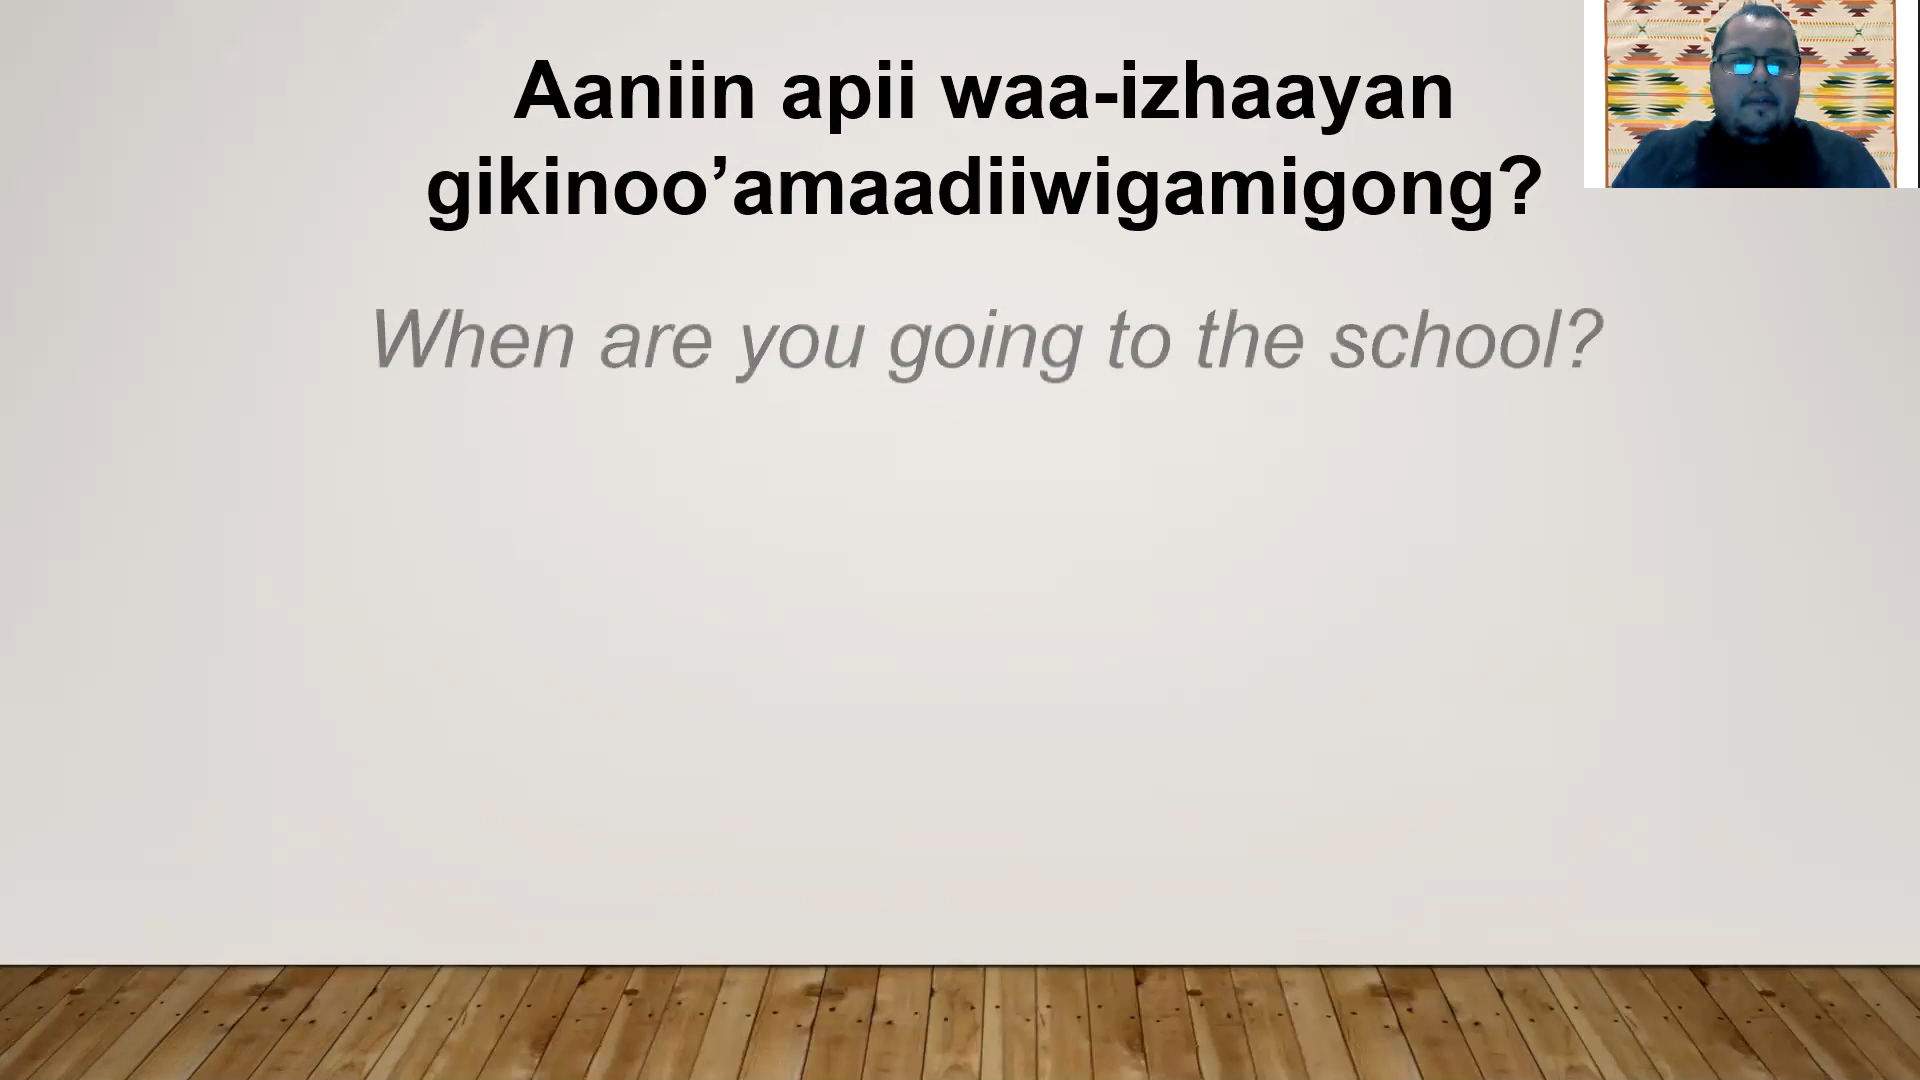 Aaniin apii waa-izhaayan
gikinoo’amaadiiwigamigong?
When are you going to the school?